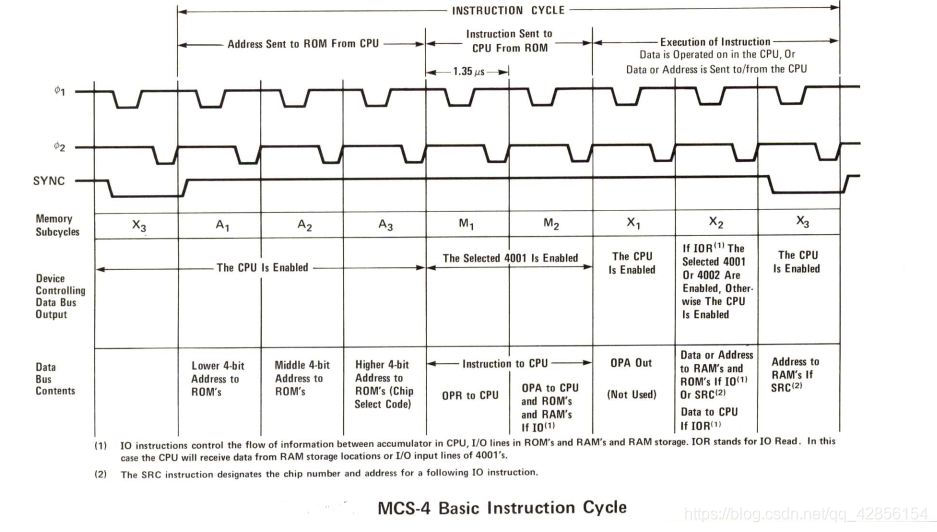 INSTRUCTION CYCLE
Address Sent to ROM From CPU
Instruction Sent to
CPU From ROM
Execution of Instruction
Data is Operated on in the CPU, Or
Data or Address is Sent to/from the CPU
1.35 μs
ϕ1
ϕ2
SYNC
Memory
Subcycles
X3
A1
A2
A3
M1
M2
X1
X2
X3
Device
Controlling
Data Bus
Output
The CPU Is Enabled
The Selected 4001 Is Enabled
The CPU
Is Enabled
If IOR(1) The
Selected 4001
Or 4002 Are
Enabled, Other-
wise The CPU
Is Enabled
The CPU
Is Enabled
Data
Bus
Contents
Lower 4-bit
Address to
ROM's
Middle 4-bit
Address to
ROM's
Higher 4-bit
Address to
ROM's (Chip
Select Code)
Instruction to CPU
OPR to CPU
OPA to CPU
and ROM's
and RAM's
If IO(1)
OPA Out
(Not Used)
Data or Address
to RAM's and
ROM's If IO(1)
Or SRC(2)
Data to CPU
If IOR(1)
Address to
RAM's If
SRC(2)
(1) IO instructions control the flow of information between accumulator in CPU, I/O lines in ROM's and RAM's and RAM storage. IOR stands for IO Read. In this
case the CPU will receive data from RAM storage locations or I/O input lines of 4001's.
(2) The SRC instruction designates the chip number and address for a following IO instruction.
MCS-4 Basic Instruction Cycle
https://blog.csdn.net/qq_42856154